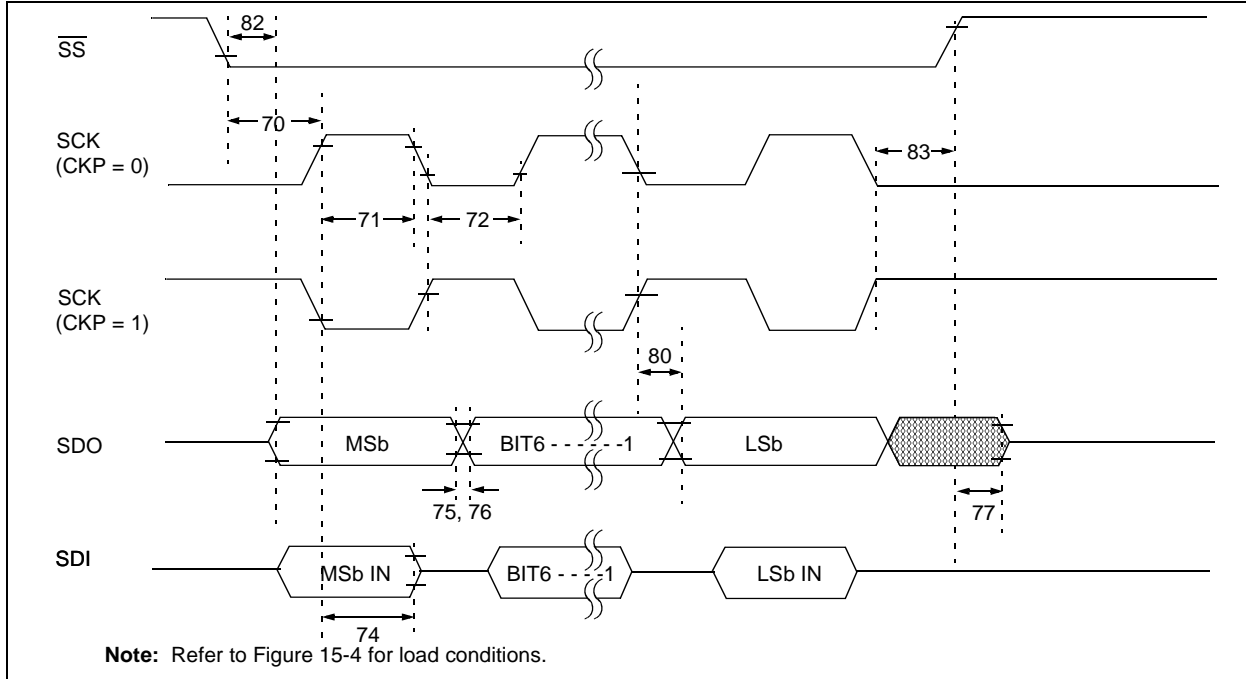 82
SS
70
SCK
(CKP = 0)
83
71
72
SCK
(CKP = 1)
80
SDO
MSb
BIT6 - - - - - -1
LSb
75, 76
77
SDI
MSb IN
BIT6 - - - -1
LSb IN
74
Note: Refer to Figure 15-4 for load conditions.